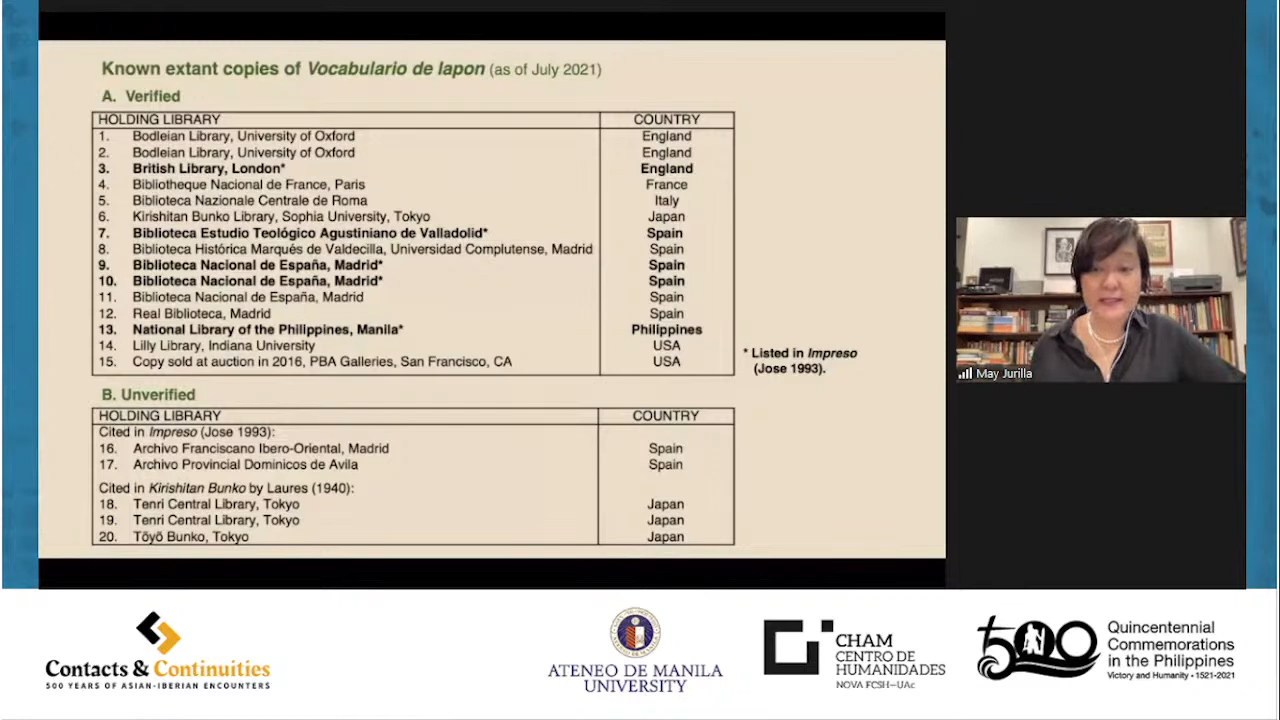 Known extant copies of Vocabulario de Iapon (as of July 2021)
A. Verified
HOLDING LIBRARY COUNTRY
1. Bodleian Library, University of Oxford England
2. Bodleian Library, University of Oxford England
3. British Library, London* England
4. Bibliotheque Nacional de France, Paris France
5. Biblioteca Nazionale Centrale de Roma Italy
6. Kirishitan Bunko Library, Sophia University, Tokyo Japan
7. Biblioteca Estudio Teológico Agustiniano de Valladolid* Spain
8. Biblioteca Histórica Marqués de Valdecilla, Universidad Complutense, Madrid Spain
9. Biblioteca Nacional de España, Madrid* Spain
10. Biblioteca Nacional de España, Madrid* Spain
11. Biblioteca Nacional de España, Madrid Spain
12. Real Biblioteca, Madrid Spain
13. National Library of the Philippines, Manila* Philippines
14. Lilly Library, Indiana University USA
15. Copy sold at auction in 2016, PBA Galleries, San Francisco, CA USA
* Listed in Impreso
(Jose 1993).
B. Unverified
HOLDING LIBRARY COUNTRY
Cited in Impreso (Jose 1993):
16. Archivo Franciscano Ibero-Oriental, Madrid Spain
17. Archivo Provincial Dominicos de Avila Spain
Cited in Kirishitan Bunko by Laures (1940):
18. Tenri Central Library, Tokyo Japan
19. Tenri Central Library, Tokyo Japan
20. Tōyō Bunko, Tokyo Japan
May Jurilla
Contacts & Continuities
500 YEARS OF ASIAN-IBERIAN ENCOUNTERS
ATENEO DE MANILA
UNIVERSITY
CHAM
CENTRO DE
HUMANIDADES
NOVA FCSH—UAc
500
Quincentennial
Commemorations
in the Philippines
Victory and Humanity • 1521-2021